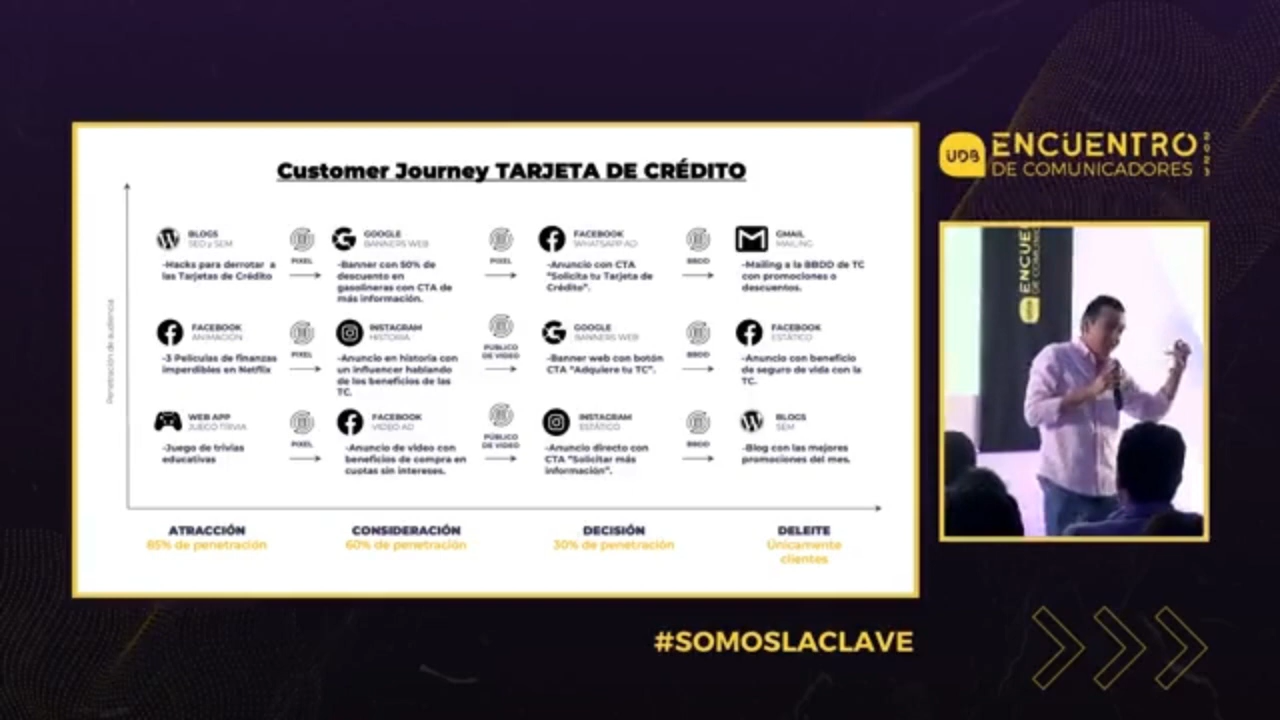 Customer Journey TARJETA DE CRÉDITO
Penetración de audiencia
BLOGS
SEO y SEM
-Hacks para derrotar a
las Tarjetas de Crédito
PIXEL
GOOGLE
BANNERS WEB
-Banner con 50% de
descuento en
gasolineras con CTA de
más información.
PIXEL
FACEBOOK
WHATSAPP AD
-Anuncio con CTA
"Solicita tu Tarjeta de
Crédito".
BBDD
GMAIL
MAILING
-Mailing a la BBDD de TC
con promociones o
descuentos.
FACEBOOK
ANIMACIÓN
-3 Películas de finanzas
imperdibles en Netflix
PIXEL
INSTAGRAM
HISTORIA
-Anuncio en historia con
un influencer hablando
de los beneficios de las
TC.
PÚBLICO
DE VIDEO
GOOGLE
BANNERS WEB
-Banner web con botón
CTA "Adquiere tu TC".
BBDD
FACEBOOK
ESTÁTICO
-Anuncio con beneficio
de seguro de vida con la
TC.
WEB APP
JUEGO TRIVIA
-Juego de trivias
educativas
PIXEL
FACEBOOK
VIDEO AD
-Anuncio de video con
beneficios de compra en
cuotas sin intereses.
PÚBLICO
DE VIDEO
INSTAGRAM
ESTÁTICO
-Anuncio directo con
CTA "Solicitar más
información".
BBDD
BLOGS
SEM
-Blog con las mejores
promociones del mes.
ATRACCIÓN
85% de penetración
CONSIDERACIÓN
60% de penetración
DECISIÓN
30% de penetración
DELEITE
Únicamente
clientes
UDB
ENCUENTRO
DE COMUNICADORES
ENCUE
DE COMUNIC
#SOMOSLACLAVE